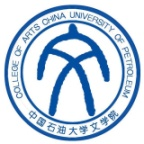 COLLEGE OF ARTS CHINA UNIVERSITY OF PETROLEUM
中国石油大学文学院